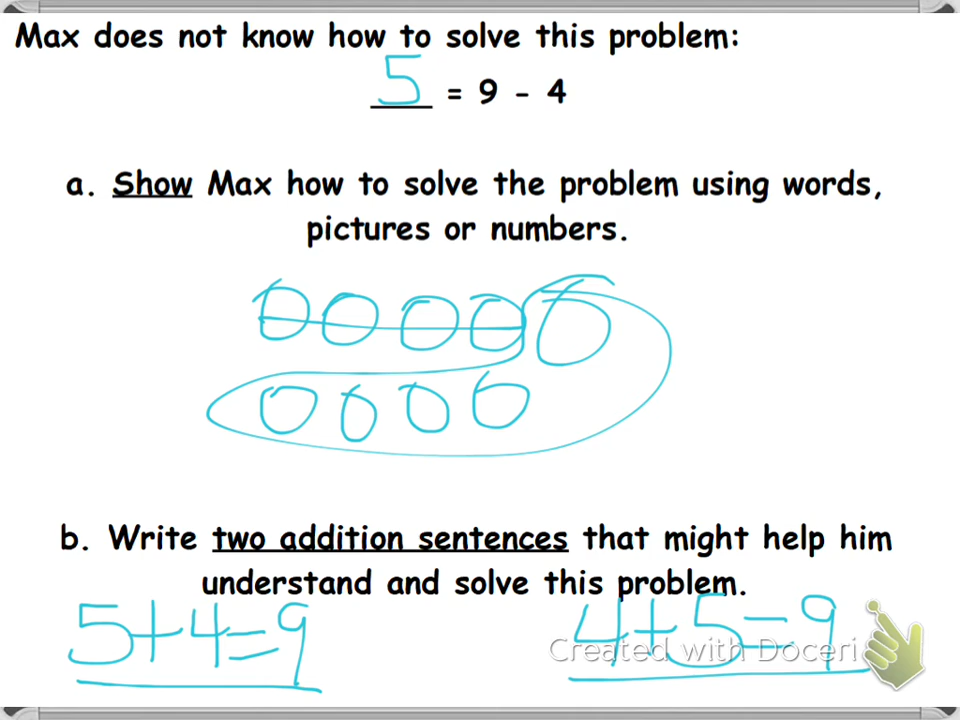 Max does not know how to solve this problem:
5 = 9 - 4
a. Show Max how to solve the problem using words,
pictures or numbers.
b. Write two addition sentences that might help him
understand and solve this problem.
5+4=9 4+5=9
Created with Doceri